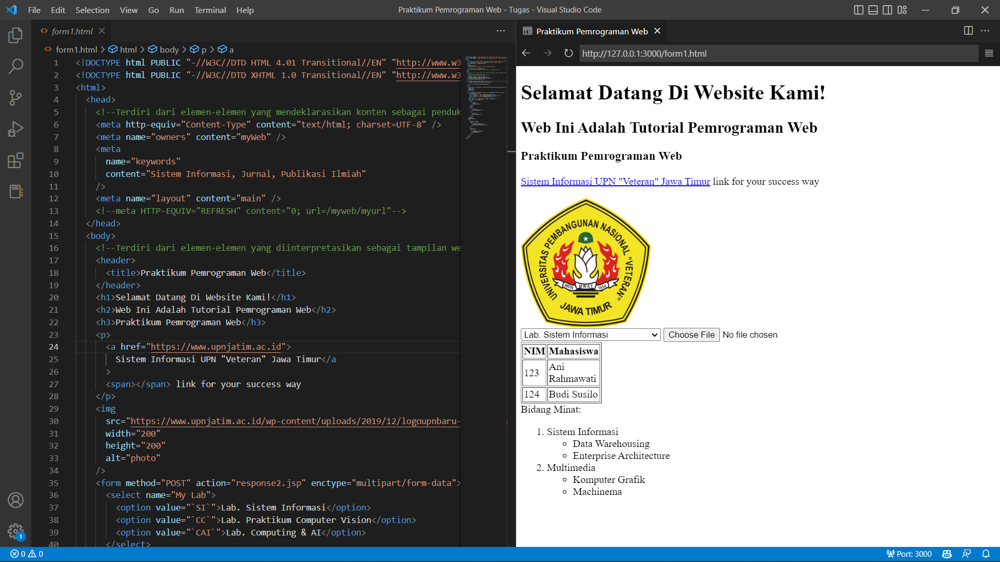 File Edit Selection View Go Run Terminal Help
Praktikum Pemrograman Web - Tugas - Visual Studio Code
form1.html
form1.html > html > body > p > a
1 <!DOCTYPE html PUBLIC "-//W3C//DTD HTML 4.01 Transitional//EN" "http://www.w3
2 <!DOCTYPE html PUBLIC "-//W3C//DTD XHTML 1.0 Transitional//EN" "http://www.w3
3 <html>
4 <head>
5 <!--Terdiri dari elemen-elemen yang mendeklarasikan konten sebagai penduk
6 <meta http-equiv="Content-Type" content="text/html; charset=UTF-8" />
7 <meta name="owners" content="myWeb" />
8 <meta
9 name="keywords"
10 content="Sistem Informasi, Jurnal, Publikasi Ilmiah"
11 />
12 <meta name="layout" content="main" />
13 <!--meta HTTP-EQUIV="REFRESH" content="0; url=/myweb/myurl"-->
14 </head>
15 <body>
16 <!--Terdiri dari elemen-elemen yang diinterpretasikan sebagai tampilan we
17 <header>
18 <title>Praktikum Pemrograman Web</title>
19 </header>
20 <h1>Selamat Datang Di Website Kami!</h1>
21 <h2>Web Ini Adalah Tutorial Pemrograman Web</h2>
22 <h3>Praktikum Pemrograman Web</h3>
23 <p>
24 <a href="https://www.upnjatim.ac.id">
25 Sistem Informasi UPN "Veteran" Jawa Timur</a
26 >
27 <span></span> link for your success way
28 </p>
29 <img
30 src="https://www.upnjatim.ac.id/wp-content/uploads/2019/12/logoupnbaru-
31 width="200"
32 height="200"
33 alt="photo"
34 />
35 <form method="POST" action="response2.jsp" enctype="multipart/form-data">
36 <select name="My Lab">
37 <option value="`SI`">Lab. Sistem Informasi</option>
38 <option value="`CC`">Lab. Praktikum Computer Vision</option>
39 <option value="`CAI`">Lab. Computing & AI</option>
40 </select>
Praktikum Pemrograman Web
http://127.0.0.1:3000/form1.html
Selamat Datang Di Website Kami!
Web Ini Adalah Tutorial Pemrograman Web
Praktikum Pemrograman Web
Sistem Informasi UPN "Veteran" Jawa Timur link for your success way
UNIVERSITAS PEMBANGUNAN NASIONAL "VETERAN"
WIDYA MWAT YASA
JAWA TIMUR
Lab. Sistem Informasi Choose File No file chosen
NIM Mahasiswa
123 Ani Rahmawati
124 Budi Susilo
Bidang Minat:
1. Sistem Informasi
Data Warehousing
Enterprise Architecture
2. Multimedia
Komputer Grafik
Machinema
1
0 0
Port: 3000